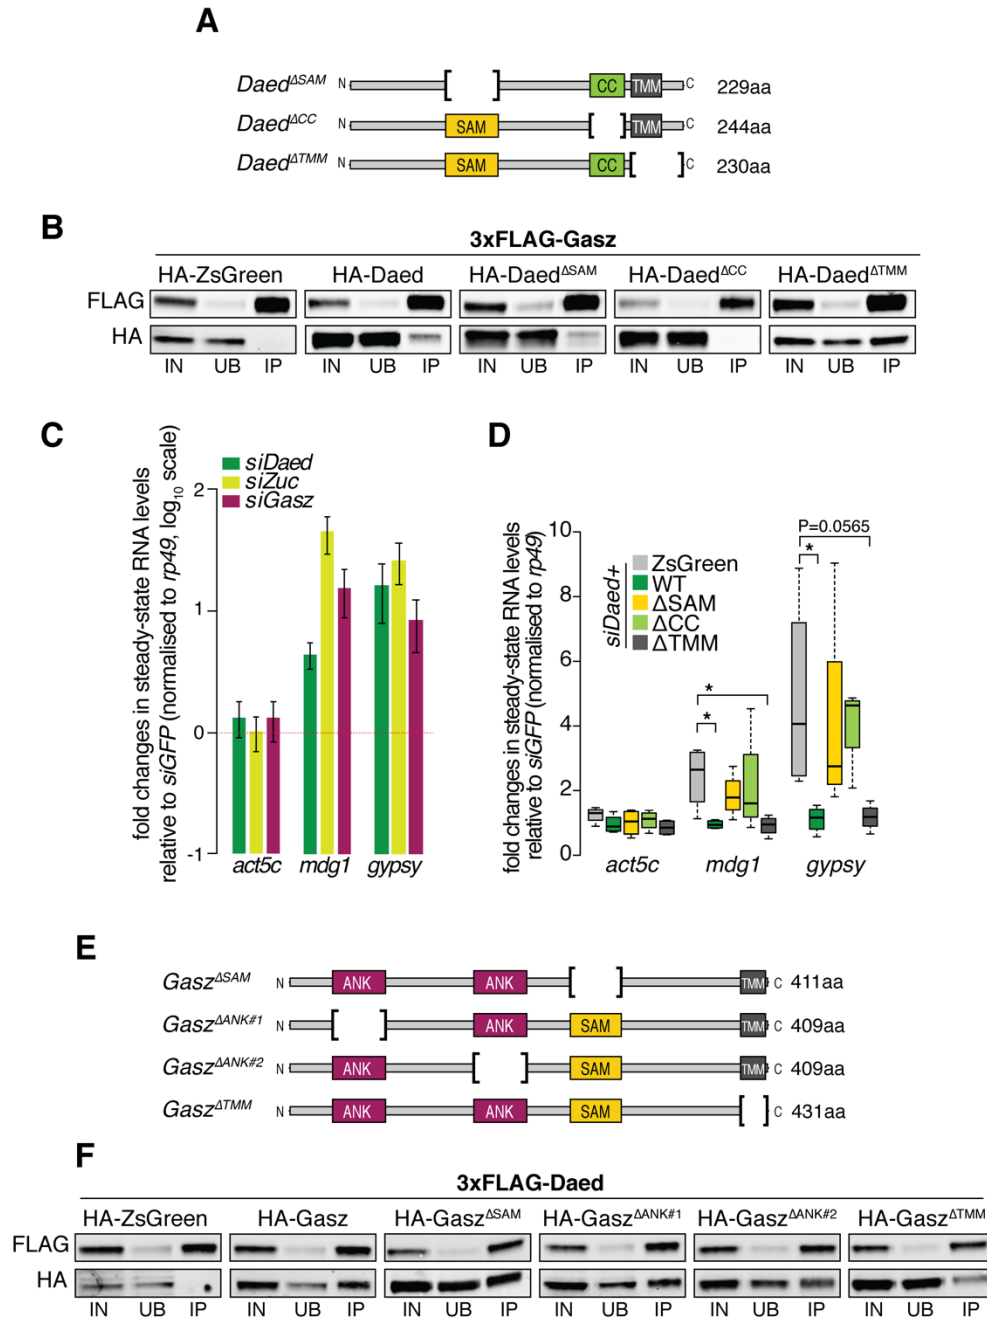 A
Daed^ΔSAM N CC TMM C 229aa
Daed^ΔCC N SAM TMM C 244aa
Daed^ΔTMM N SAM CC C 230aa
B
3xFLAG-Gasz
HA-ZsGreen HA-Daed HA-Daed^ΔSAM HA-Daed^ΔCC HA-Daed^ΔTMM
FLAG
HA
IN UB IP IN UB IP IN UB IP IN UB IP IN UB IP
C
fold changes in steady-state RNA levels
relative to siGFP (normalised to rp49, log₁₀ scale)
siDaed
siZuc
siGasz
2
1
0
-1
act5c mdg1 gypsy
D
fold changes in steady-state RNA levels
relative to siGFP (normalised to rp49)
siDaed+
ZsGreen
WT
ΔSAM
ΔCC
ΔTMM
P=0.0565
*
*
*
10
8
6
4
2
0
act5c mdg1 gypsy
E
Gasz^ΔSAM N ANK ANK TMM C 411aa
Gasz^ΔANK#1 N ANK SAM TMM C 409aa
Gasz^ΔANK#2 N ANK SAM TMM C 409aa
Gasz^ΔTMM N ANK ANK SAM C 431aa
F
3xFLAG-Daed
HA-ZsGreen HA-Gasz HA-Gasz^ΔSAM HA-Gasz^ΔANK#1 HA-Gasz^ΔANK#2 HA-Gasz^ΔTMM
FLAG
HA
IN UB IP IN UB IP IN UB IP IN UB IP IN UB IP IN UB IP